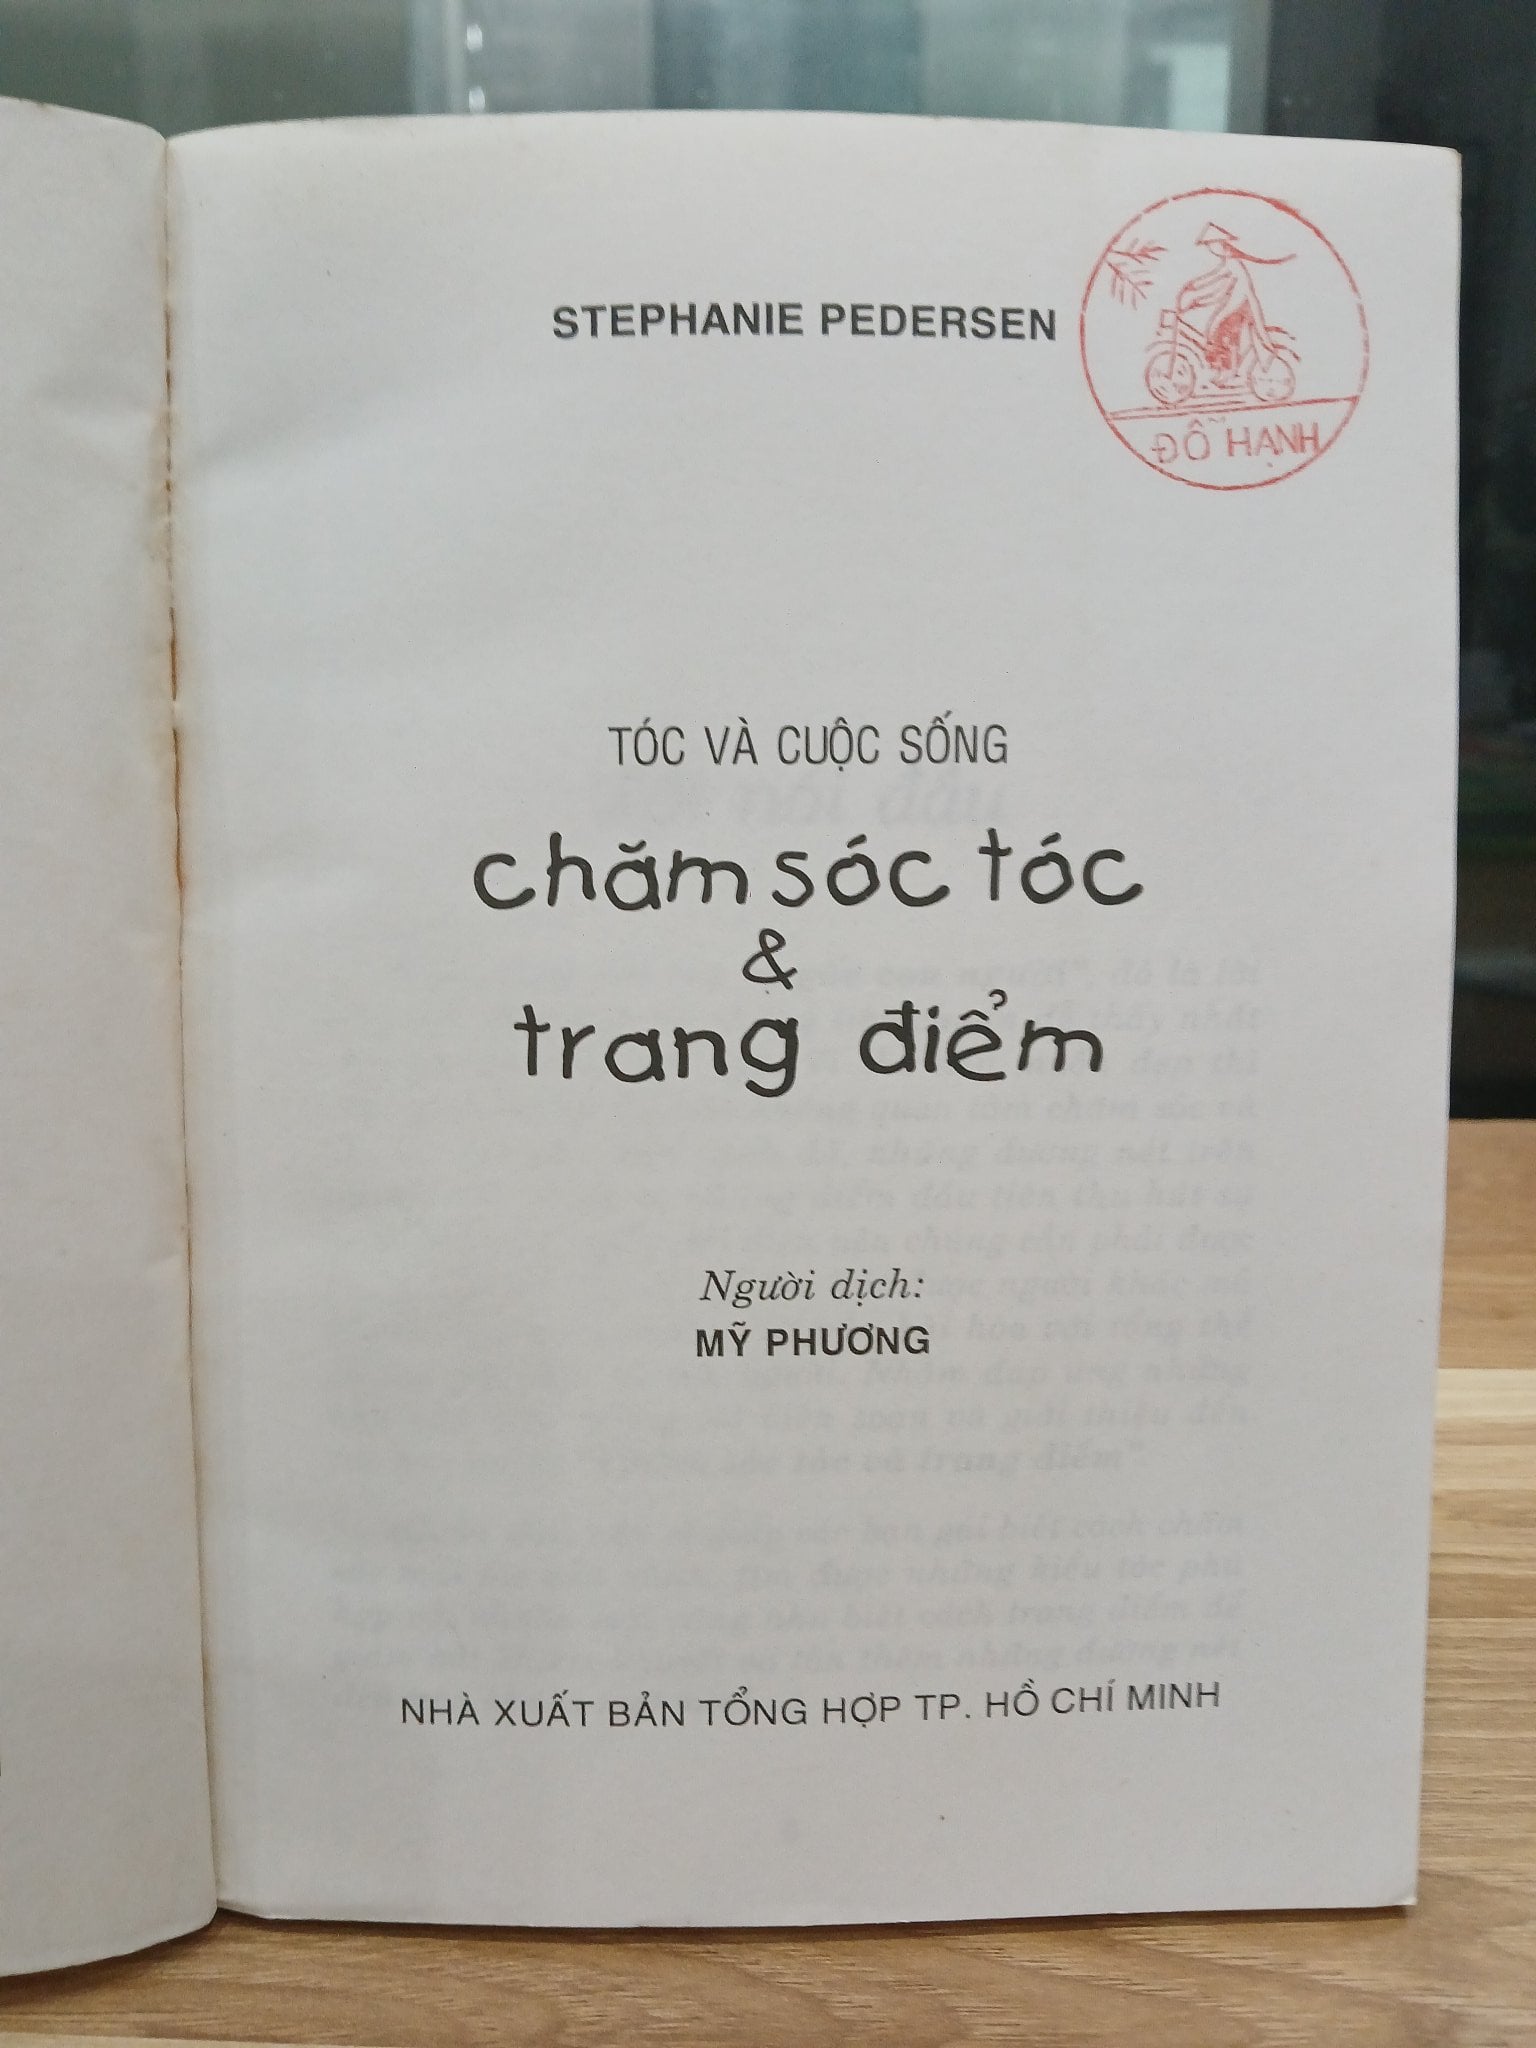 STEPHANIE PEDERSEN
ĐỖ HẠNH
TÓC VÀ CUỘC SỐNG
chăm sóc tóc
&
trang điểm
Người dịch:
MỸ PHƯƠNG
NHÀ XUẤT BẢN TỔNG HỢP TP. HỒ CHÍ MINH